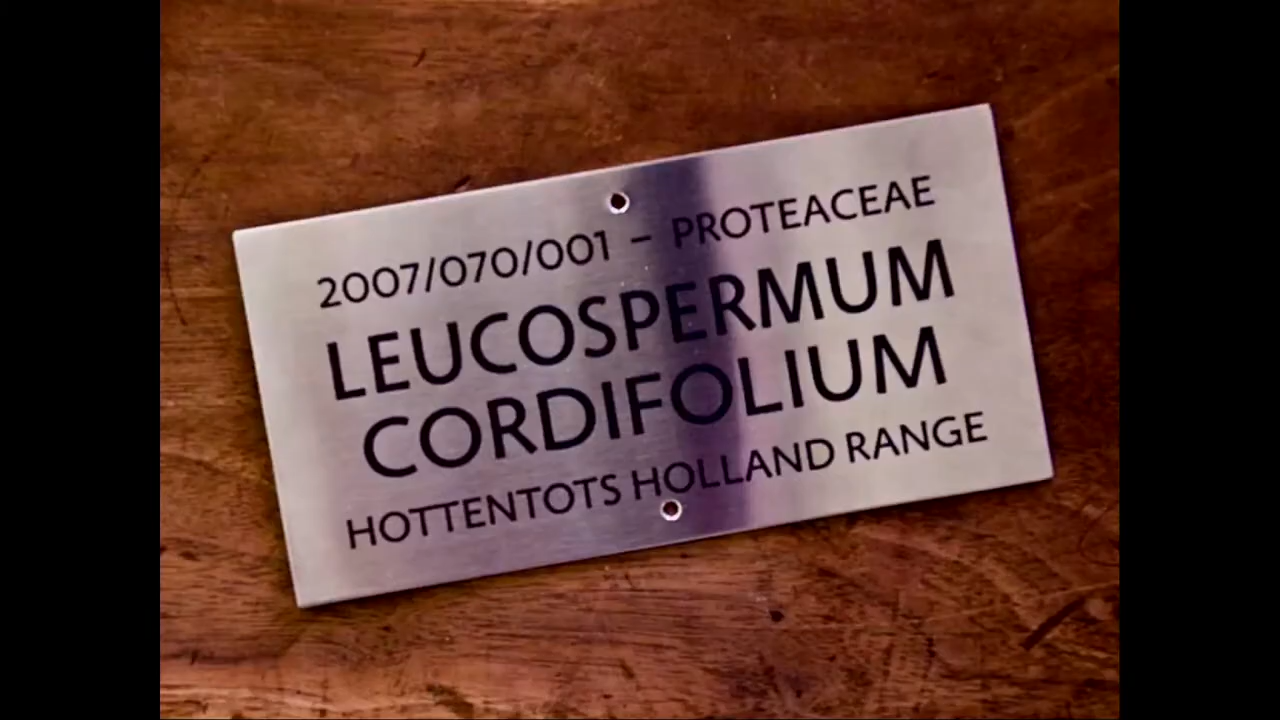 2007/070/001 – PROTEACEAE
LEUCOSPERMUM
CORDIFOLIUM
HOTTENTOTS HOLLAND RANGE